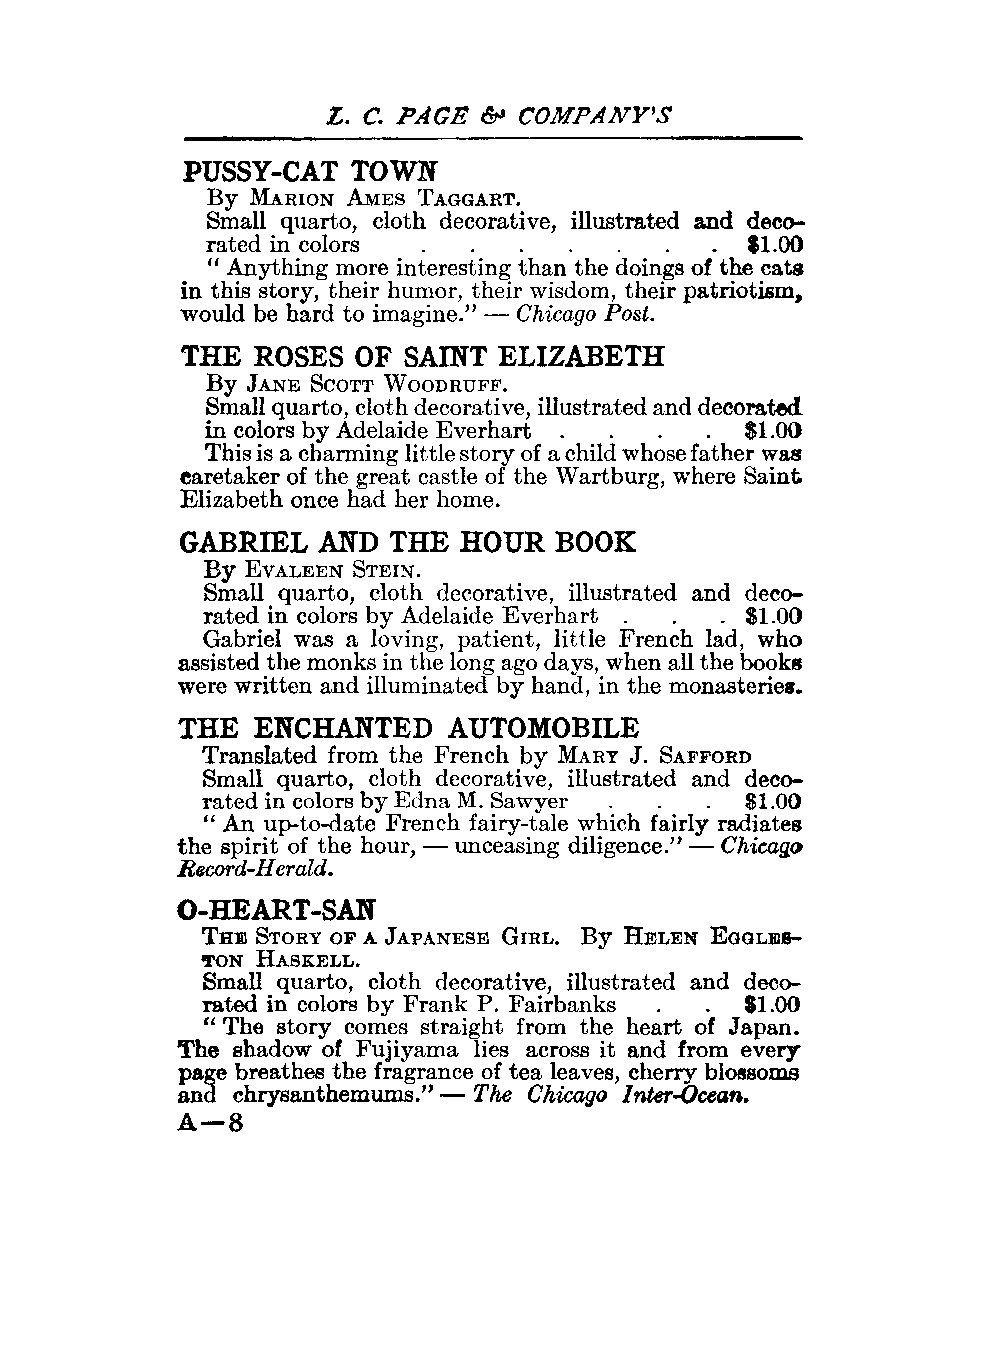 L. C. PAGE & COMPANY'S
PUSSY-CAT TOWN
By MARION AMES TAGGART.
Small quarto, cloth decorative, illustrated and deco-
rated in colors . . . . . . . $1.00
" Anything more interesting than the doings of the cats
in this story, their humor, their wisdom, their patriotism,
would be hard to imagine." — Chicago Post.
THE ROSES OF SAINT ELIZABETH
By JANE SCOTT WOODRUFF.
Small quarto, cloth decorative, illustrated and decorated
in colors by Adelaide Everhart . . . . $1.00
This is a charming little story of a child whose father was
caretaker of the great castle of the Wartburg, where Saint
Elizabeth once had her home.
GABRIEL AND THE HOUR BOOK
By EVALEEN STEIN.
Small quarto, cloth decorative, illustrated and deco-
rated in colors by Adelaide Everhart . . . $1.00
Gabriel was a loving, patient, little French lad, who
assisted the monks in the long ago days, when all the books
were written and illuminated by hand, in the monasteries.
THE ENCHANTED AUTOMOBILE
Translated from the French by MARY J. SAFFORD
Small quarto, cloth decorative, illustrated and deco-
rated in colors by Edna M. Sawyer . . . $1.00
" An up-to-date French fairy-tale which fairly radiates
the spirit of the hour, — unceasing diligence." — Chicago
Record-Herald.
O-HEART-SAN
THE STORY OF A JAPANESE GIRL. By HELEN EGGLES-
TON HASKELL.
Small quarto, cloth decorative, illustrated and deco-
rated in colors by Frank P. Fairbanks . . $1.00
" The story comes straight from the heart of Japan.
The shadow of Fujiyama lies across it and from every
page breathes the fragrance of tea leaves, cherry blossoms
and chrysanthemums." — The Chicago Inter-Ocean.
A — 8